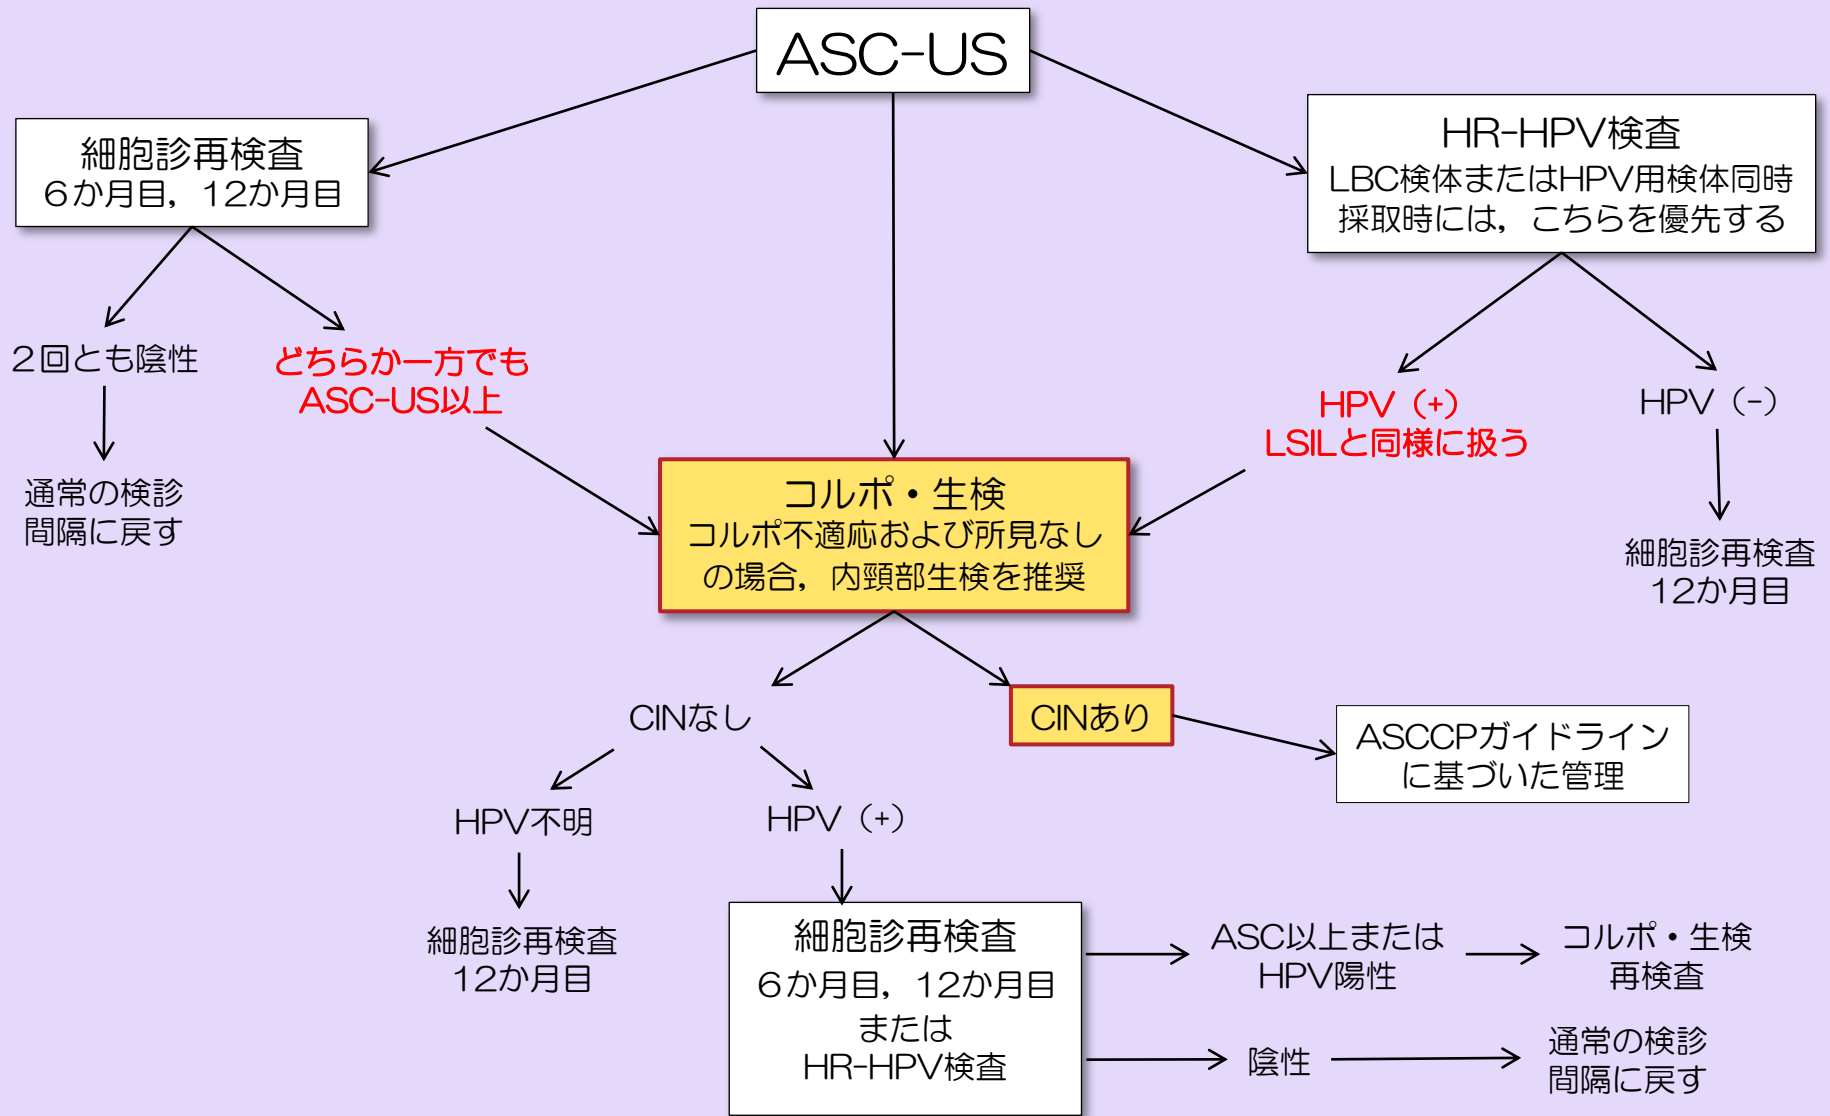 ASC-US
細胞診再検査
6か月目，12か月目
HR-HPV検査
LBC検体またはHPV用検体同時
採取時には，こちらを優先する
2回とも陰性
どちらか一方でも
ASC-US以上
HPV（+）
LSILと同様に扱う
HPV（-）
通常の検診
間隔に戻す
コルポ・生検
コルポ不適応および所見なし
の場合，内頸部生検を推奨
細胞診再検査
12か月目
CINなし
CINあり
ASCCPガイドライン
に基づいた管理
HPV不明
HPV（+）
細胞診再検査
12か月目
細胞診再検査
6か月目，12か月目
または
HR-HPV検査
ASC以上または
HPV陽性
コルポ・生検
再検査
陰性
通常の検診
間隔に戻す